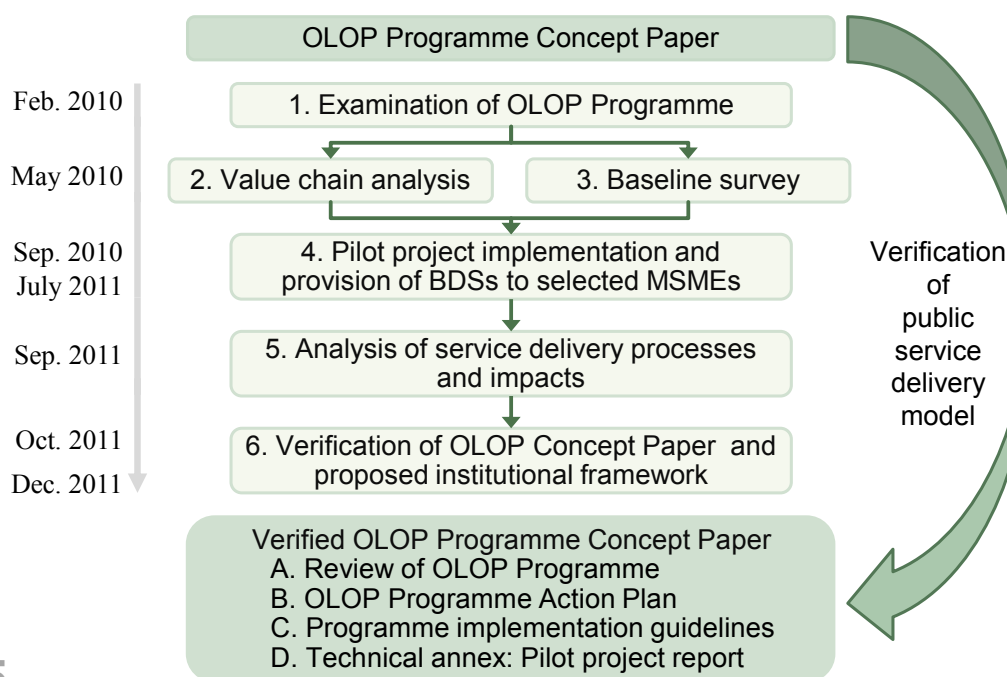 OLOP Programme Concept Paper
Feb. 2010
1. Examination of OLOP Programme
May 2010
2. Value chain analysis
3. Baseline survey
Sep. 2010
July 2011
4. Pilot project implementation and
provision of BDSs to selected MSMEs
Sep. 2011
5. Analysis of service delivery processes
and impacts
Oct. 2011
Dec. 2011
6. Verification of OLOP Concept Paper and
proposed institutional framework
Verification
of
public
service
delivery
model
Verified OLOP Programme Concept Paper
A. Review of OLOP Programme
B. OLOP Programme Action Plan
C. Programme implementation guidelines
D. Technical annex: Pilot project report